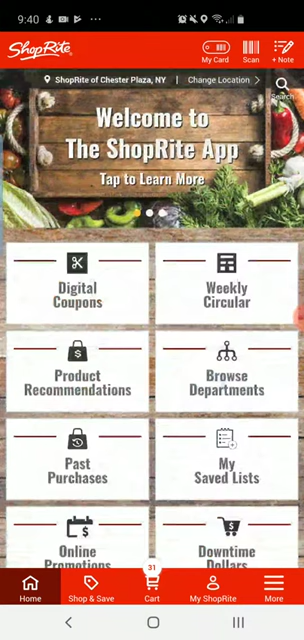 9:40
ShopRite
My Card
Scan
+ Note
ShopRite of Chester Plaza, NY | Change Location
Search
Welcome to
The ShopRite App
Tap to Learn More
Digital
Coupons
Weekly
Circular
Product
Recommendations
Browse
Departments
Past
Purchases
My
Saved Lists
Online
Promotions
Downtime
Dollars
31
Home
Shop & Save
Cart
My ShopRite
More